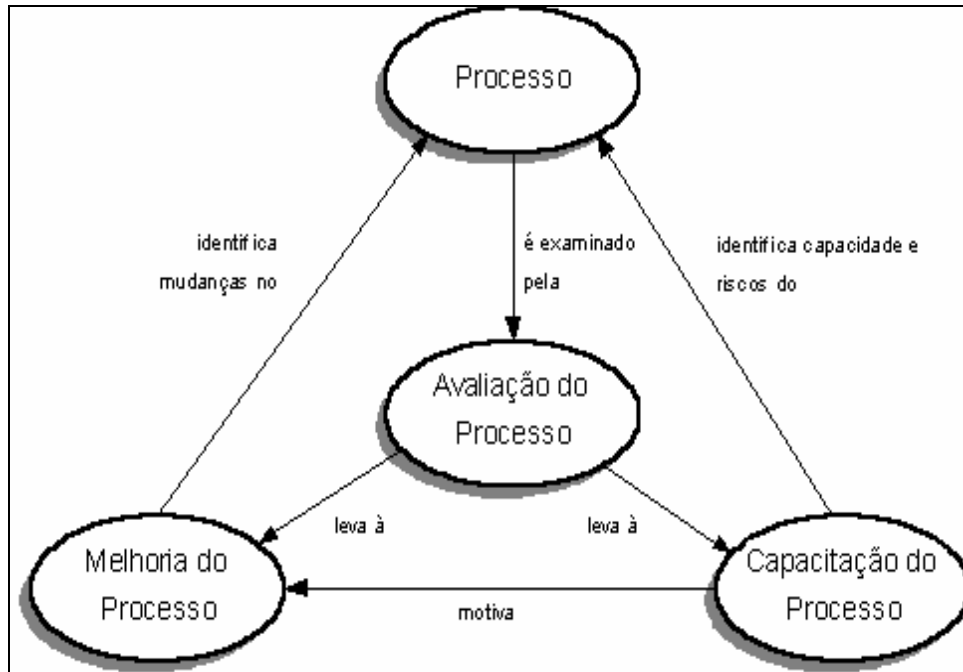 Processo
identifica
mudanças no
é examinado
pela
identifica capacidade e
riscos do
Avaliação do
Processo
leva à
leva à
Melhoria do
Processo
motiva
Capacitação do
Processo